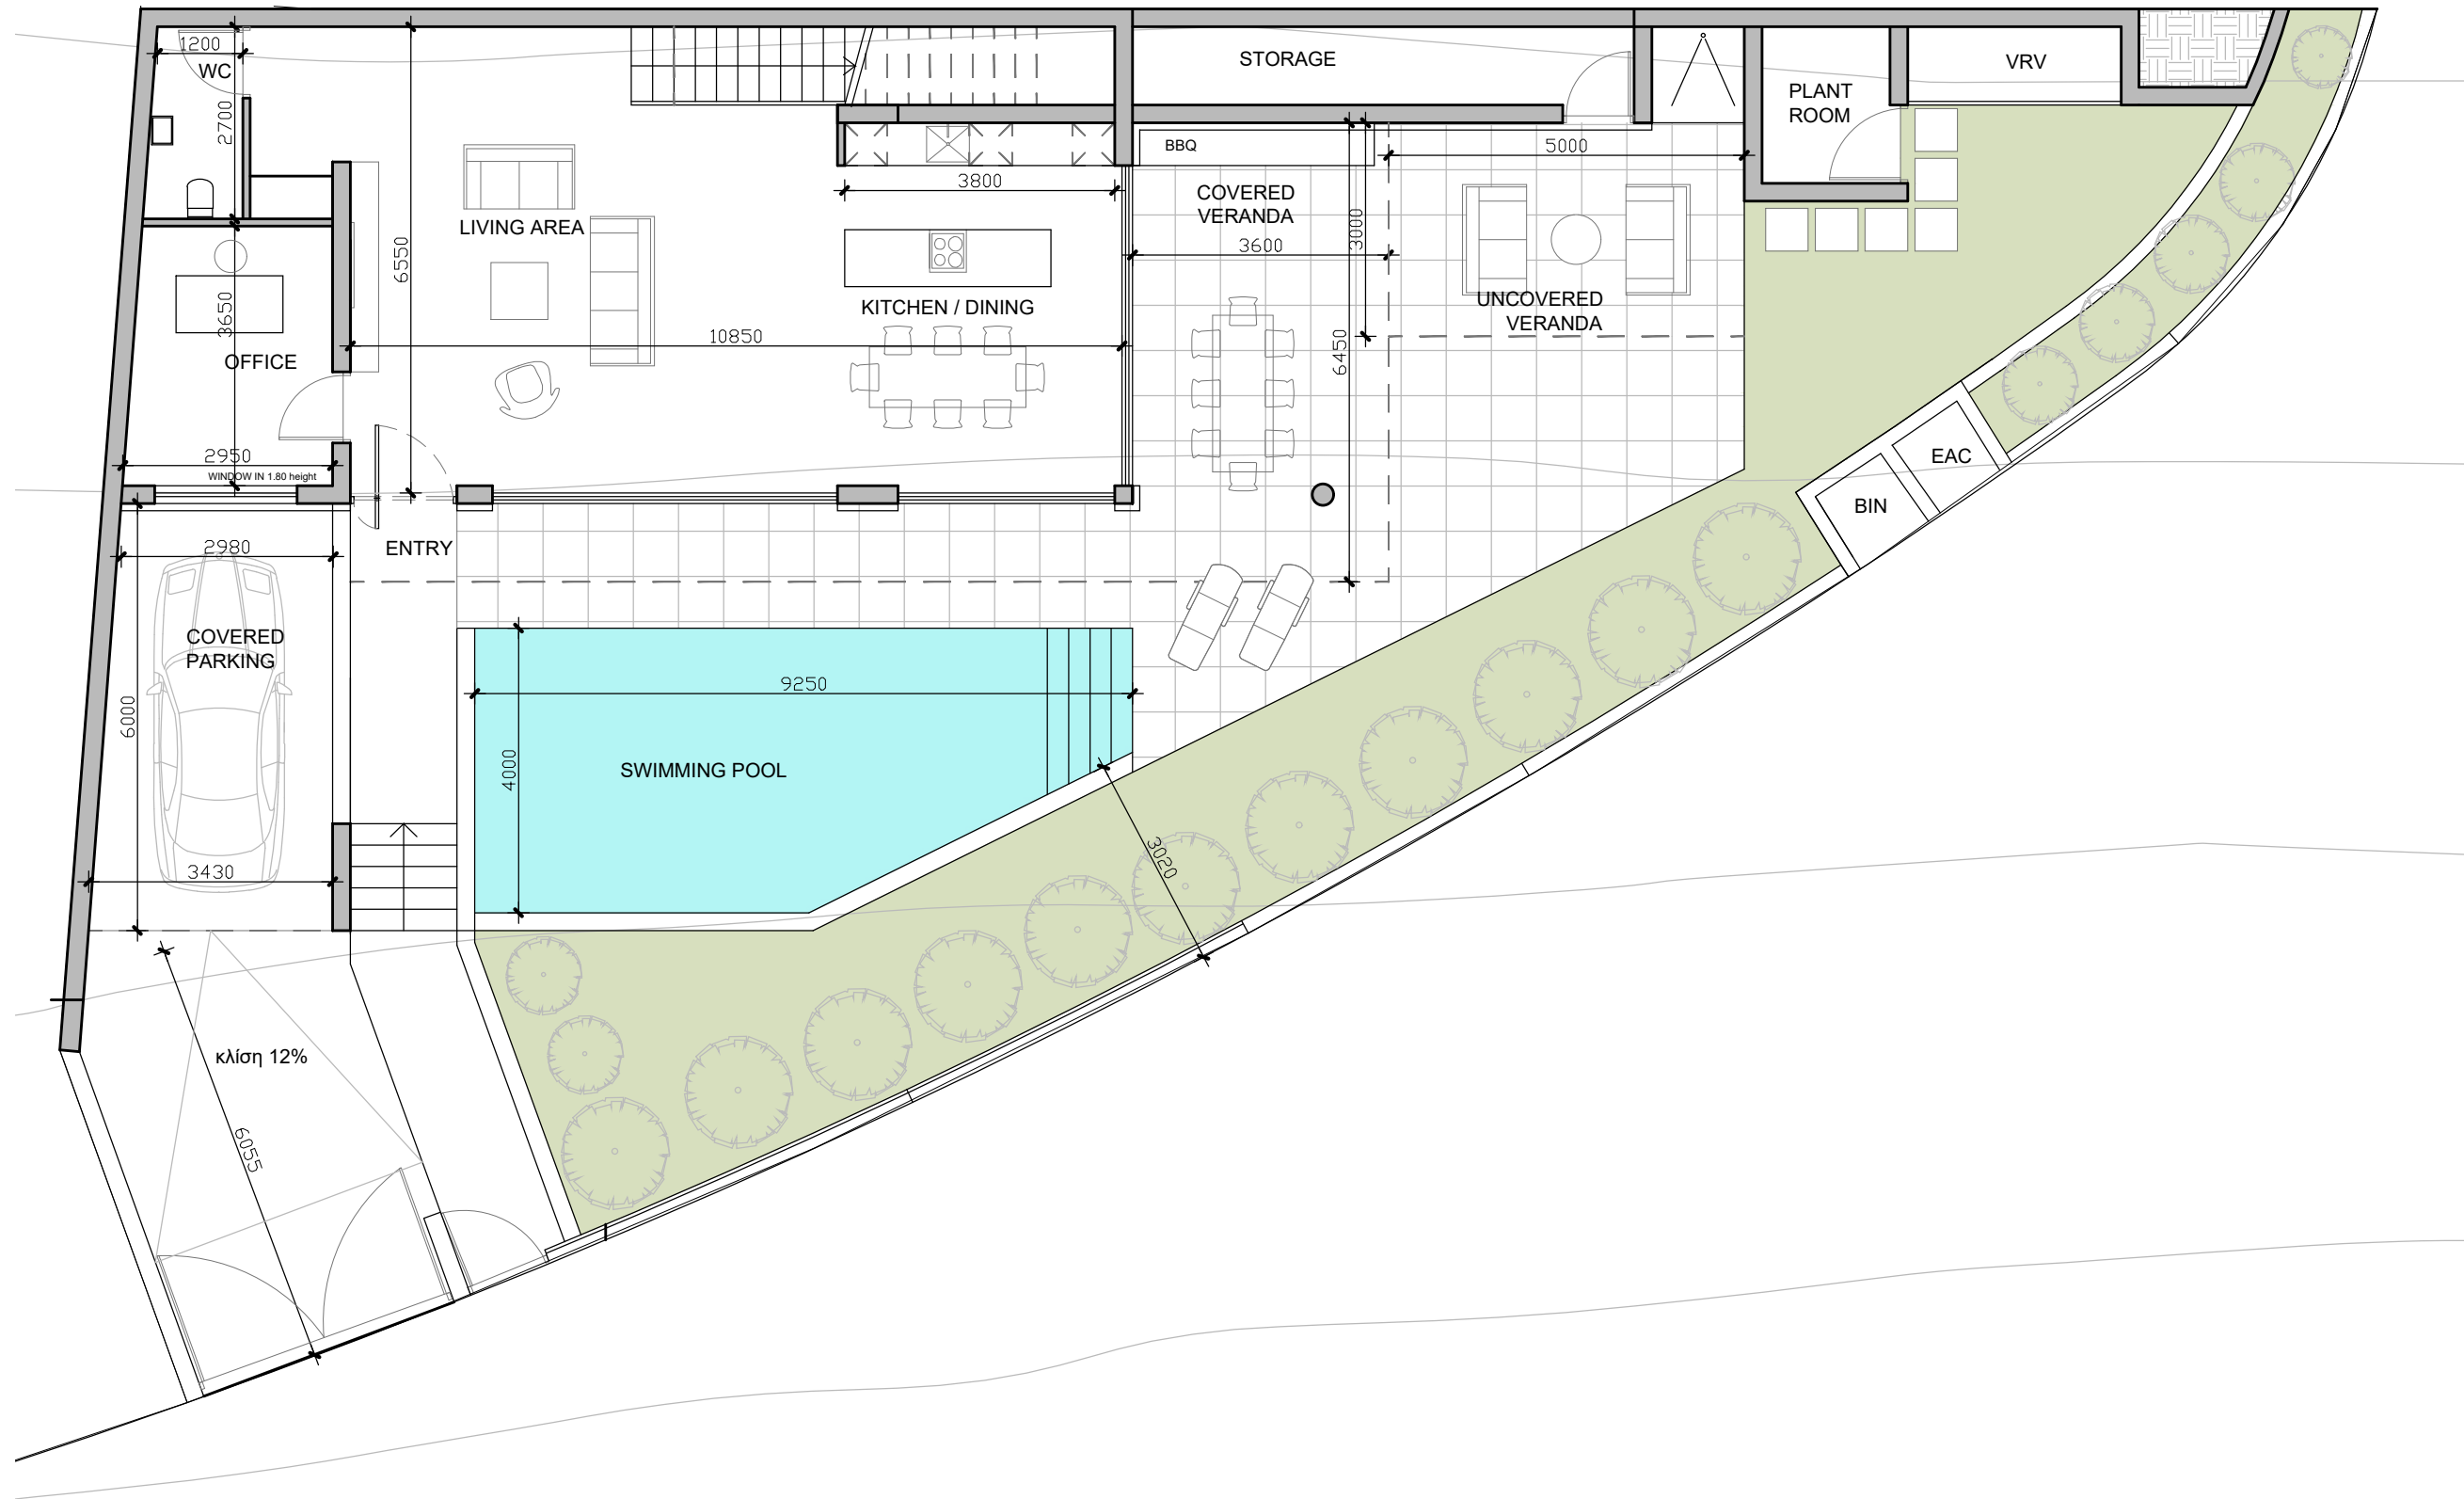 1200
WC
2700
STORAGE
PLANT
ROOM
VRV
BBQ
5000
3800
COVERED
VERANDA
3600
3000
LIVING AREA
6550
KITCHEN / DINING
10850
UNCOVERED
VERANDA
6450
3650
OFFICE
2950
WINDOW IN 1.80 height
EAC
BIN
2980
ENTRY
COVERED
PARKING
6000
3430
9250
4000
SWIMMING POOL
3020
κλίση 12%
6055